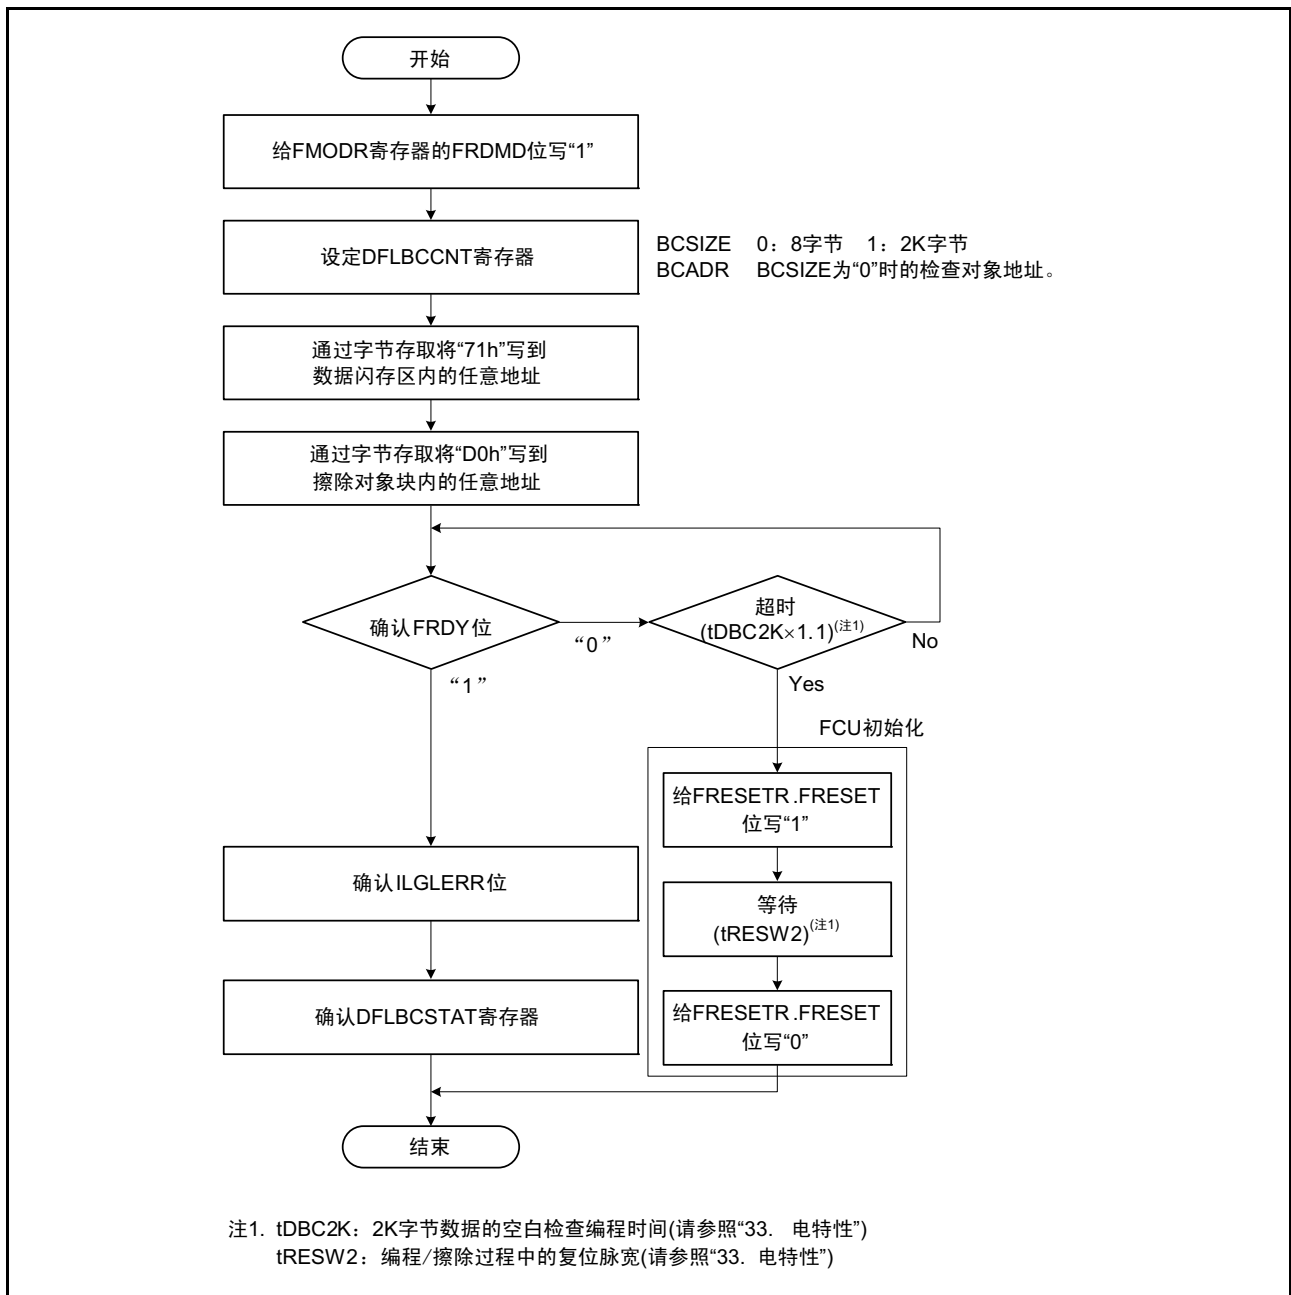 开始
给FMODR寄存器的FRDMD位写“1”
设定DFLBCCNT寄存器
BCSIZE 0：8字节 1：2K字节
BCADR BCSIZE为“0”时的检查对象地址。
通过字节存取将“71h”写到
数据闪存区内的任意地址
通过字节存取将“D0h”写到
擦除对象块内的任意地址
确认FRDY位
“0”
超时
(tDBC2K×1.1)(注1)
No
“1”
Yes
FCU初始化
给FRESETR.FRESET
位写“1”
等待
(tRESW2)(注1)
给FRESETR.FRESET
位写“0”
确认ILGLERR位
确认DFLBCSTAT寄存器
结束
注1. tDBC2K：2K字节数据的空白检查编程时间(请参照“33. 电特性”)
tRESW2：编程/擦除过程中的复位脉宽(请参照“33. 电特性”)